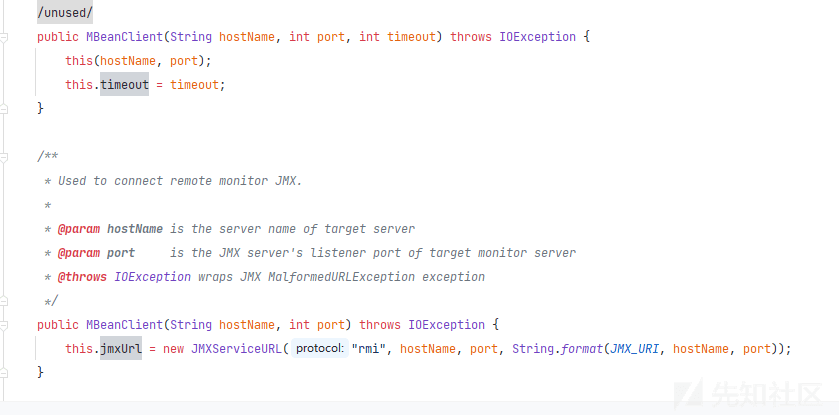 /unused/
public MBeanClient(String hostName, int port, int timeout) throws IOException {
this(hostName, port);
this.timeout = timeout;
}
/**
* Used to connect remote monitor JMX.
*
* @param hostName is the server name of target server
* @param port     is the JMX server's listener port of target monitor server
* @throws IOException wraps JMX MalformedURLException exception
*/
public MBeanClient(String hostName, int port) throws IOException {
this.jmxUrl = new JMXServiceURL( protocol: "rmi", hostName, port, String.format(JMX_URI, hostName, port));
}
先知社区